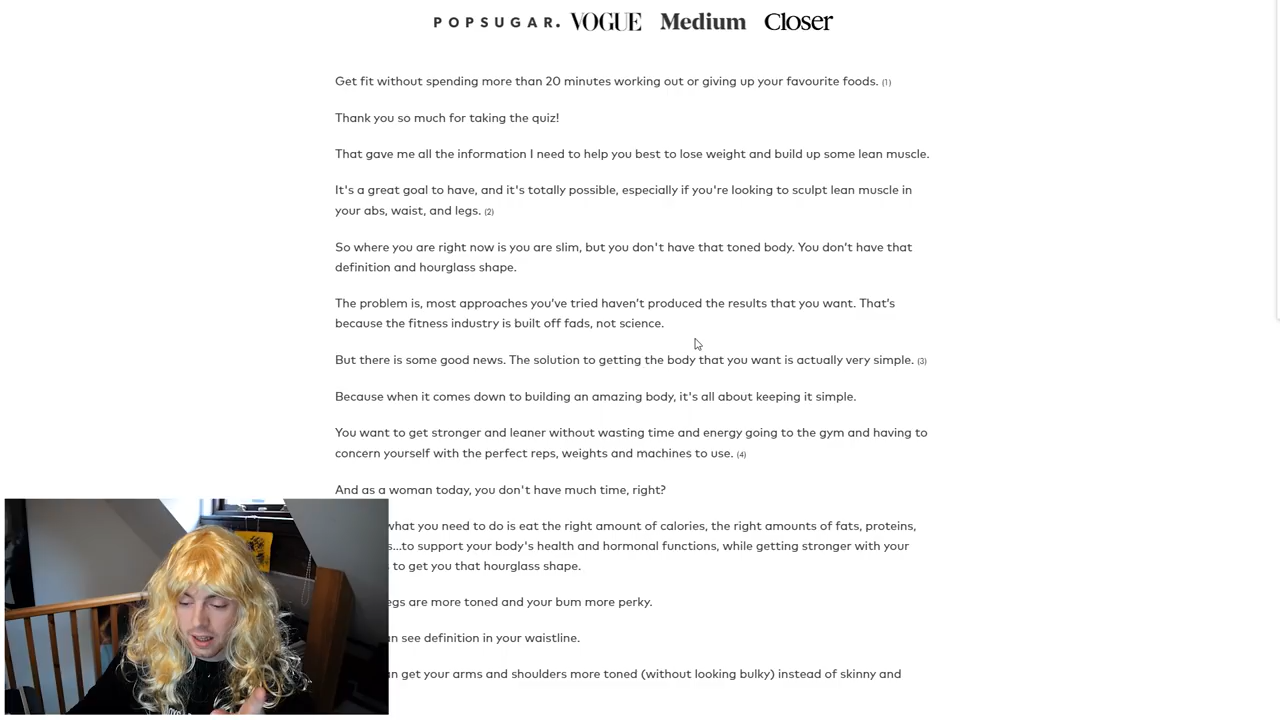 POPSUGAR. VOGUE Medium Closer
Get fit without spending more than 20 minutes working out or giving up your favourite foods. (1)
Thank you so much for taking the quiz!
That gave me all the information I need to help you best to lose weight and build up some lean muscle.
It's a great goal to have, and it's totally possible, especially if you're looking to sculpt lean muscle in
your abs, waist, and legs. (2)
So where you are right now is you are slim, but you don't have that toned body. You don't have that
definition and hourglass shape.
The problem is, most approaches you've tried haven't produced the results that you want. That's
because the fitness industry is built off fads, not science.
But there is some good news. The solution to getting the body that you want is actually very simple. (3)
Because when it comes down to building an amazing body, it's all about keeping it simple.
You want to get stronger and leaner without wasting time and energy going to the gym and having to
concern yourself with the perfect reps, weights and machines to use. (4)
And as a woman today, you don't have much time, right?
what you need to do is eat the right amount of calories, the right amounts of fats, proteins,
s...to support your body's health and hormonal functions, while getting stronger with your
to get you that hourglass shape.
egs are more toned and your bum more perky.
an see definition in your waistline.
an get your arms and shoulders more toned (without looking bulky) instead of skinny and